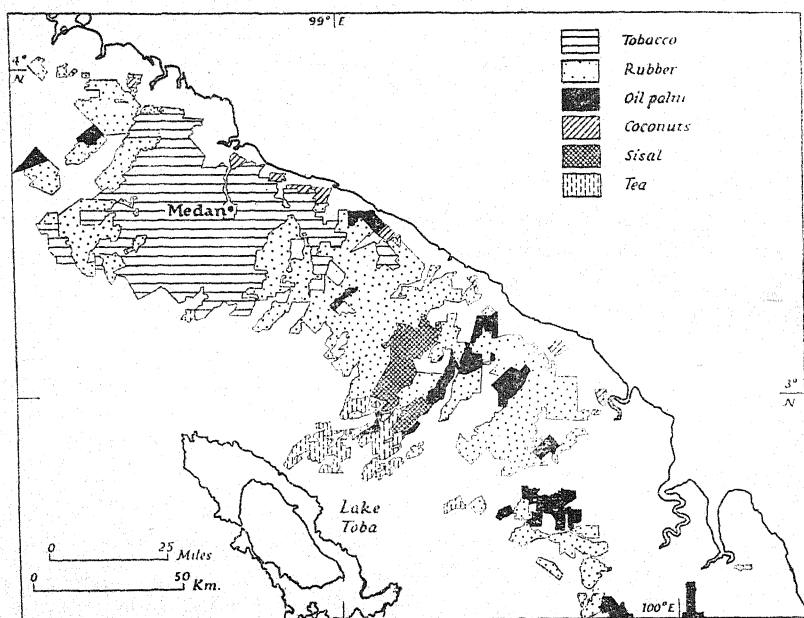 99° E
4°
N
Tobacco
Rubber
Oil palm
Coconuts
Sisal
Tea
Medan
3°
N
Lake
Toba
0 25 Miles
0 50 Km.
100° E